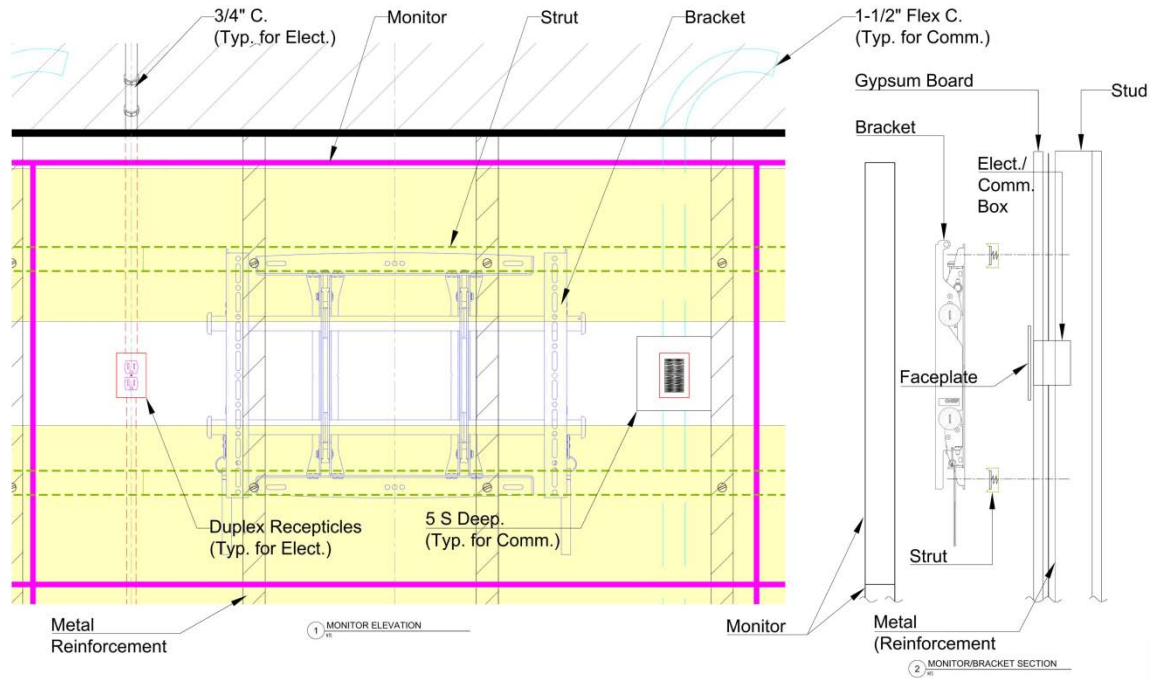 3/4" C.
(Typ. for Elect.)
Monitor
Strut
Bracket
1-1/2" Flex C.
(Typ. for Comm.)
Gypsum Board
Stud
Bracket
Elect./
Comm.
Box
Faceplate
Duplex Recepticles
(Typ. for Elect.)
5 S Deep.
(Typ. for Comm.)
Strut
Metal
Reinforcement
1 MONITOR ELEVATION
Monitor
Metal
(Reinforcement
2 MONITOR/BRACKET SECTION